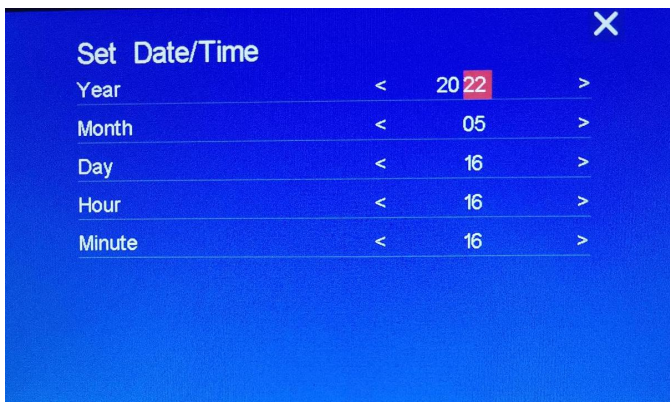 Set Date/Time
Year < 2022 >
Month < 05 >
Day < 16 >
Hour < 16 >
Minute < 16 >